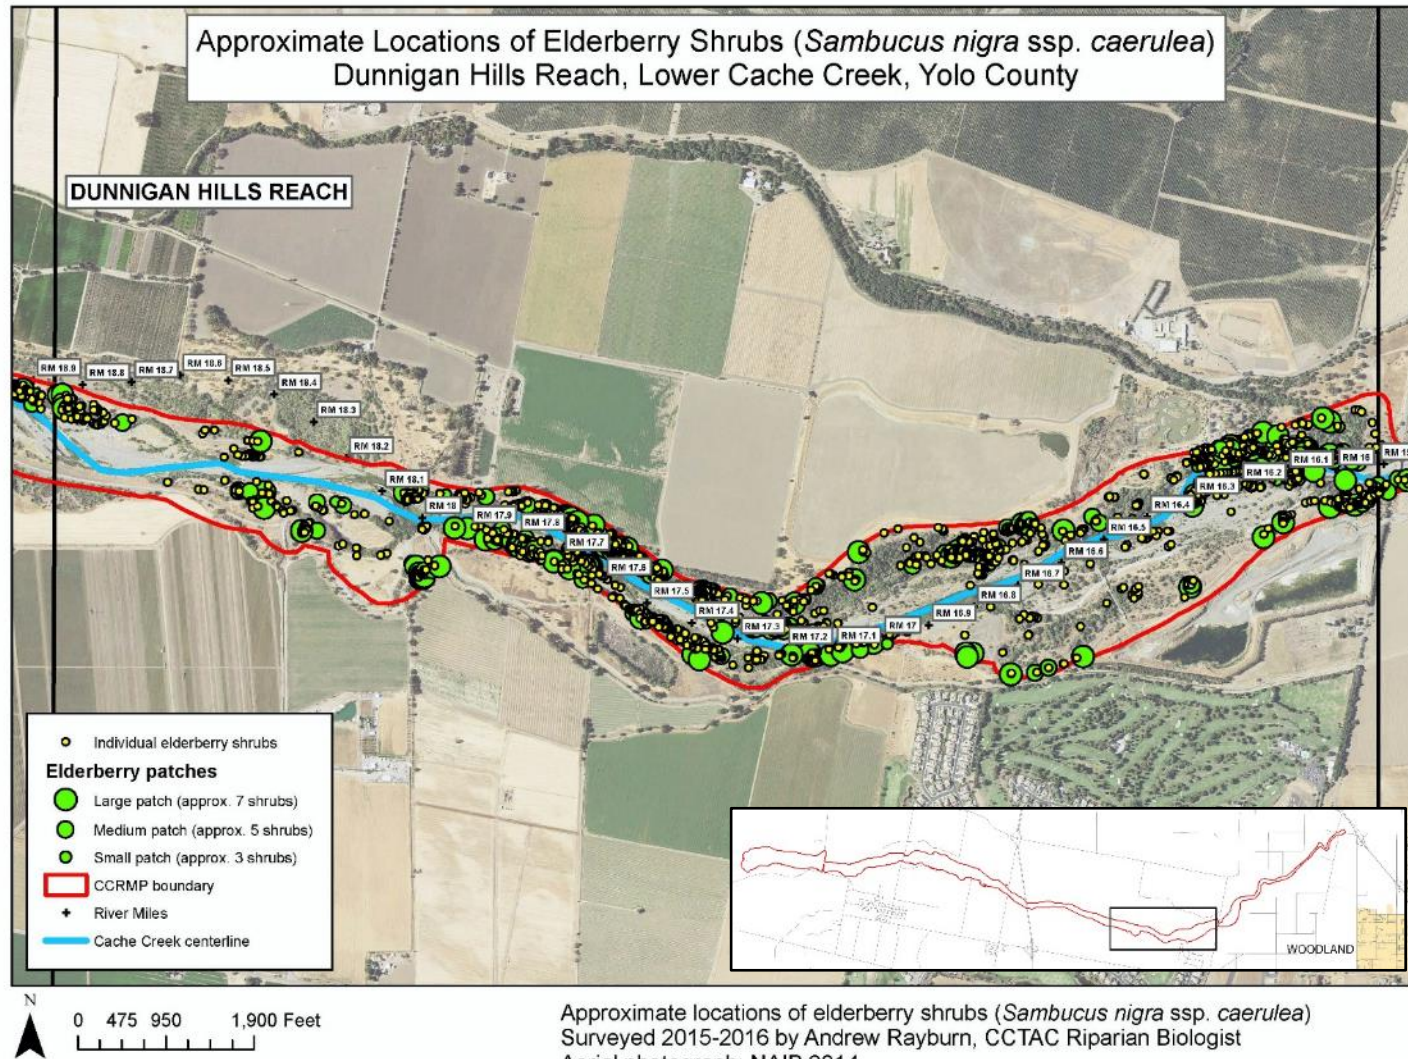 Approximate Locations of Elderberry Shrubs (Sambucus nigra ssp. caerulea)
Dunnigan Hills Reach, Lower Cache Creek, Yolo County
DUNNIGAN HILLS REACH
RM 18.9
RM 18.8
RM 18.7
RM 18.6
RM 18.5
RM 18.4
RM 18.3
RM 18.2
RM 18.1
RM 18
RM 17.9
RM 17.8
RM 17.7
RM 17.6
RM 17.5
RM 17.4
RM 17.3
RM 17.2
RM 17.1
RM 17
RM 16.9
RM 16.8
RM 16.7
RM 16.6
RM 16.5
RM 16.4
RM 16.3
RM 16.2
RM 16.1
RM 16
RM 15
Individual elderberry shrubs
Elderberry patches
Large patch (approx. 7 shrubs)
Medium patch (approx. 5 shrubs)
Small patch (approx. 3 shrubs)
CCRMP boundary
River Miles
Cache Creek centerline
WOODLAND
N
0 475 950 1,900 Feet
Approximate locations of elderberry shrubs (Sambucus nigra ssp. caerulea)
Surveyed 2015-2016 by Andrew Rayburn, CCTAC Riparian Biologist
Aerial photography NAIP 2014